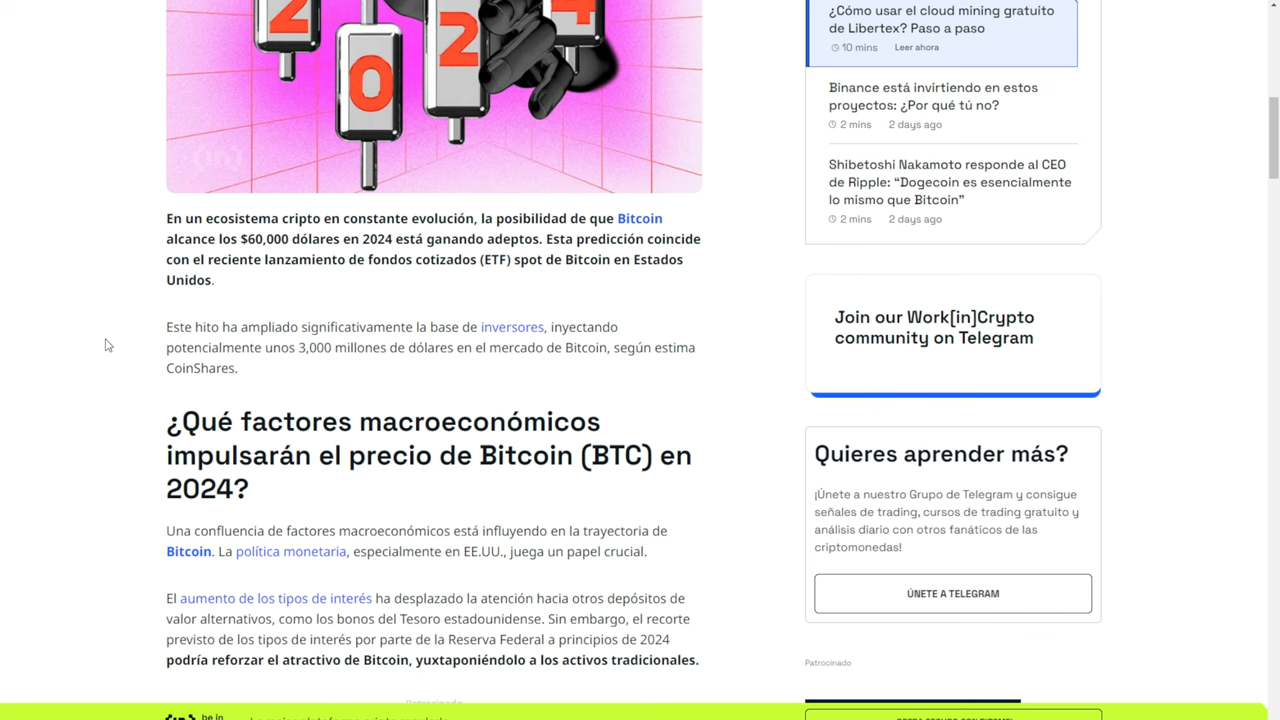 2
0
2
En un ecosistema cripto en constante evolución, la posibilidad de que Bitcoin
alcance los $60,000 dólares en 2024 está ganando adeptos. Esta predicción coincide
con el reciente lanzamiento de fondos cotizados (ETF) spot de Bitcoin en Estados
Unidos.
Este hito ha ampliado significativamente la base de inversores, inyectando
potencialmente unos 3,000 millones de dólares en el mercado de Bitcoin, según estima
CoinShares.
¿Qué factores macroeconómicos
impulsarán el precio de Bitcoin (BTC) en
2024?
Una confluencia de factores macroeconómicos está influyendo en la trayectoria de
Bitcoin. La política monetaria, especialmente en EE.UU., juega un papel crucial.
El aumento de los tipos de interés ha desplazado la atención hacia otros depósitos de
valor alternativos, como los bonos del Tesoro estadounidense. Sin embargo, el recorte
previsto de los tipos de interés por parte de la Reserva Federal a principios de 2024
podría reforzar el atractivo de Bitcoin, yuxtaponiéndolo a los activos tradicionales.
be in
¿Cómo usar el cloud mining gratuito
de Libertex? Paso a paso
10 mins Leer ahora
Binance está invirtiendo en estos
proyectos: ¿Por qué tú no?
2 mins 2 days ago
Shibetoshi Nakamoto responde al CEO
de Ripple: “Dogecoin es esencialmente
lo mismo que Bitcoin”
2 mins 2 days ago
Join our Work[in]Crypto
community on Telegram
Quieres aprender más?
¡Únete a nuestro Grupo de Telegram y consigue
señales de trading, cursos de trading gratuito y
análisis diario con otros fanáticos de las
criptomonedas!
ÚNETE A TELEGRAM
Patrocinado